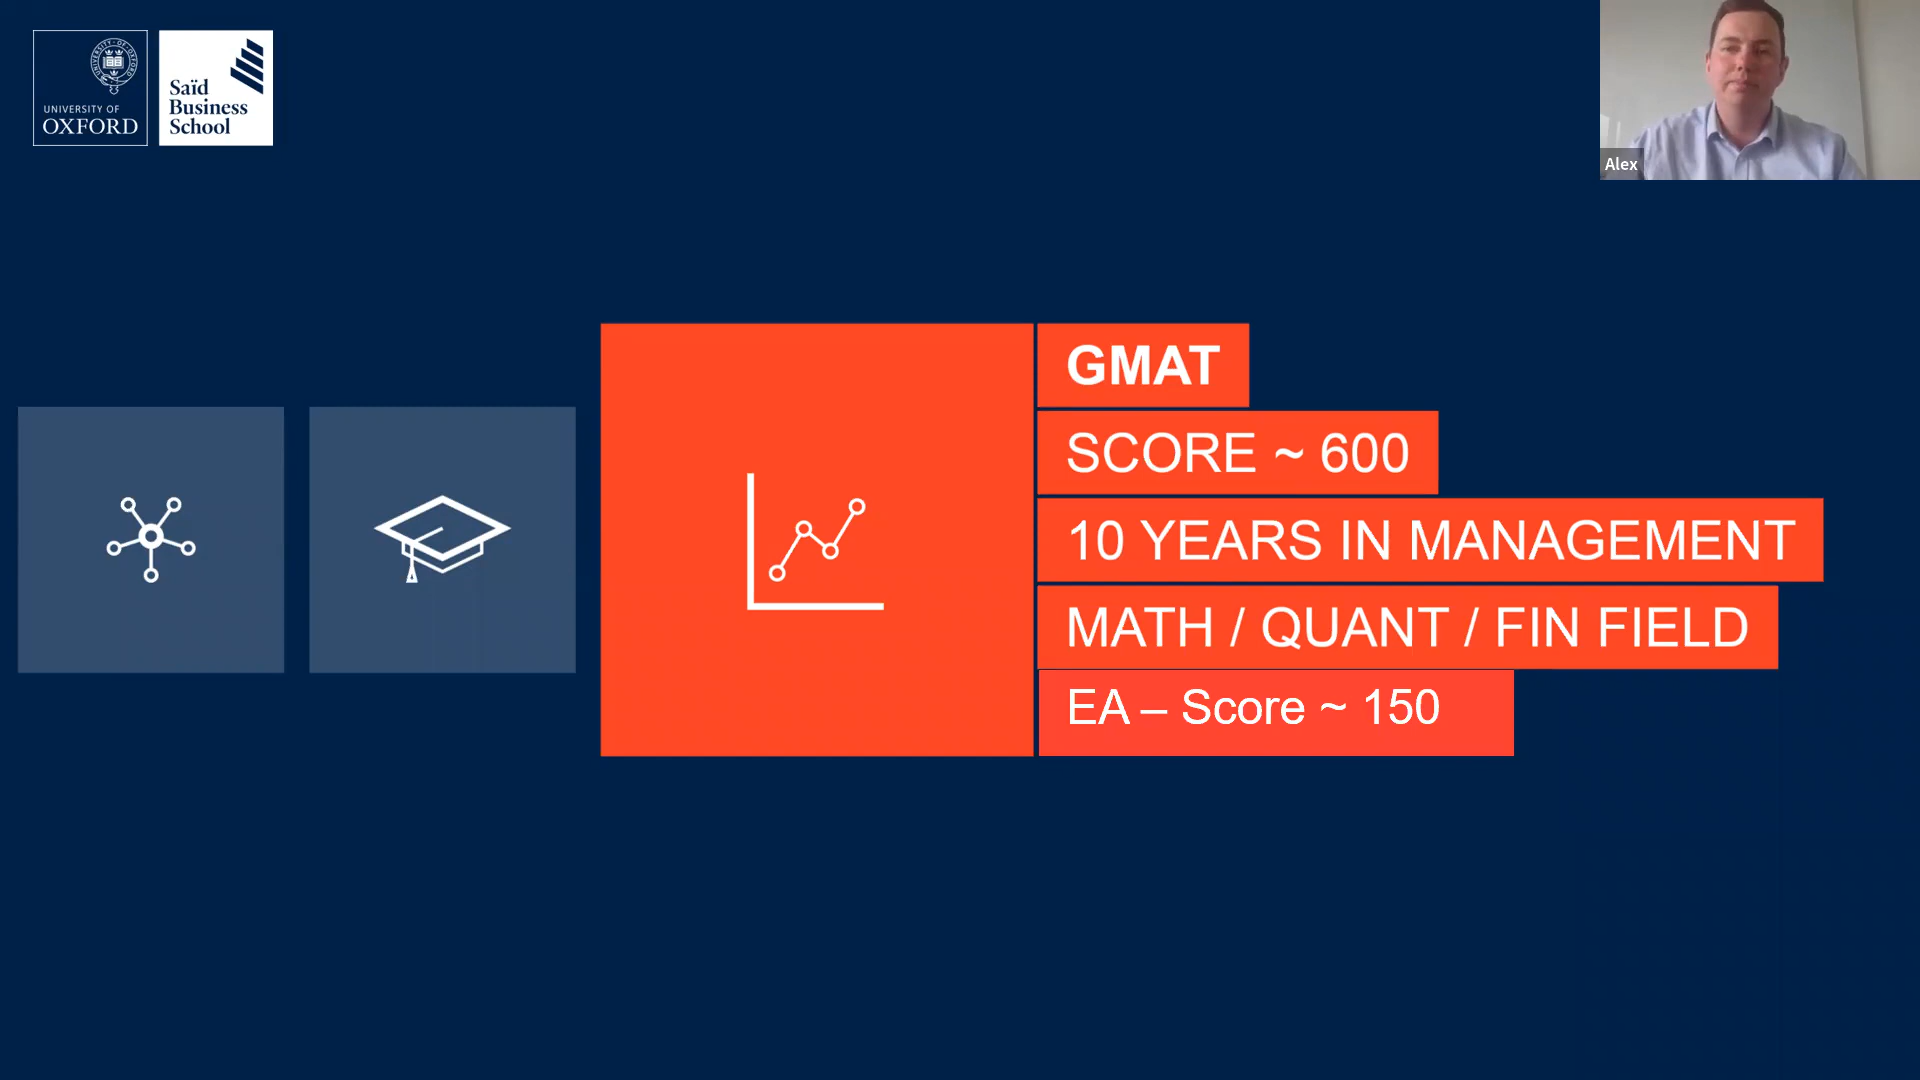 UNIVERSITY OF
OXFORD
Saïd
Business
School
Alex
GMAT
SCORE ~ 600
10 YEARS IN MANAGEMENT
MATH / QUANT / FIN FIELD
EA – Score ~ 150